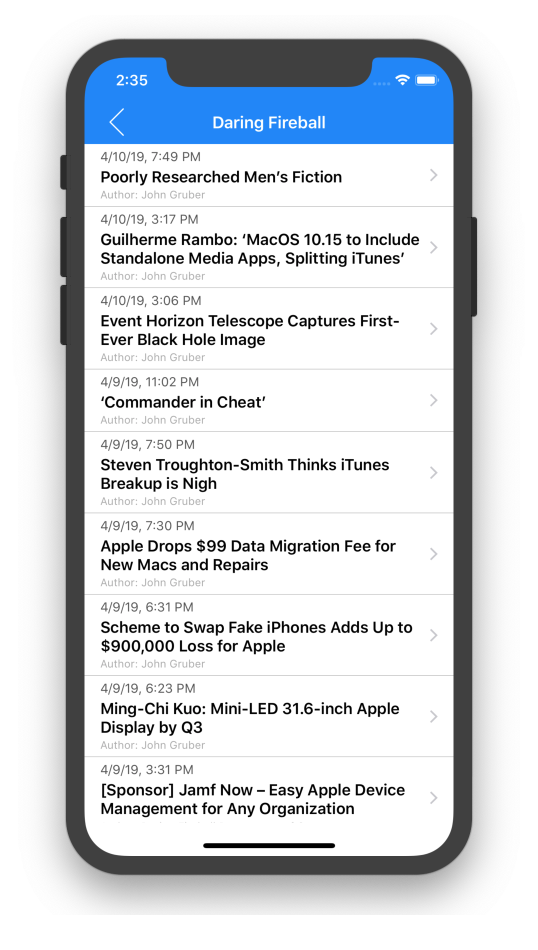 2:35
Daring Fireball
4/10/19, 7:49 PM
Poorly Researched Men’s Fiction
Author: John Gruber
4/10/19, 3:17 PM
Guilherme Rambo: ‘MacOS 10.15 to Include
Standalone Media Apps, Splitting iTunes’
Author: John Gruber
4/10/19, 3:06 PM
Event Horizon Telescope Captures First-
Ever Black Hole Image
Author: John Gruber
4/9/19, 11:02 PM
‘Commander in Cheat’
Author: John Gruber
4/9/19, 7:50 PM
Steven Troughton-Smith Thinks iTunes
Breakup is Nigh
Author: John Gruber
4/9/19, 7:30 PM
Apple Drops $99 Data Migration Fee for
New Macs and Repairs
Author: John Gruber
4/9/19, 6:31 PM
Scheme to Swap Fake iPhones Adds Up to
$900,000 Loss for Apple
Author: John Gruber
4/9/19, 6:23 PM
Ming-Chi Kuo: Mini-LED 31.6-inch Apple
Display by Q3
Author: John Gruber
4/9/19, 3:31 PM
[Sponsor] Jamf Now – Easy Apple Device
Management for Any Organization